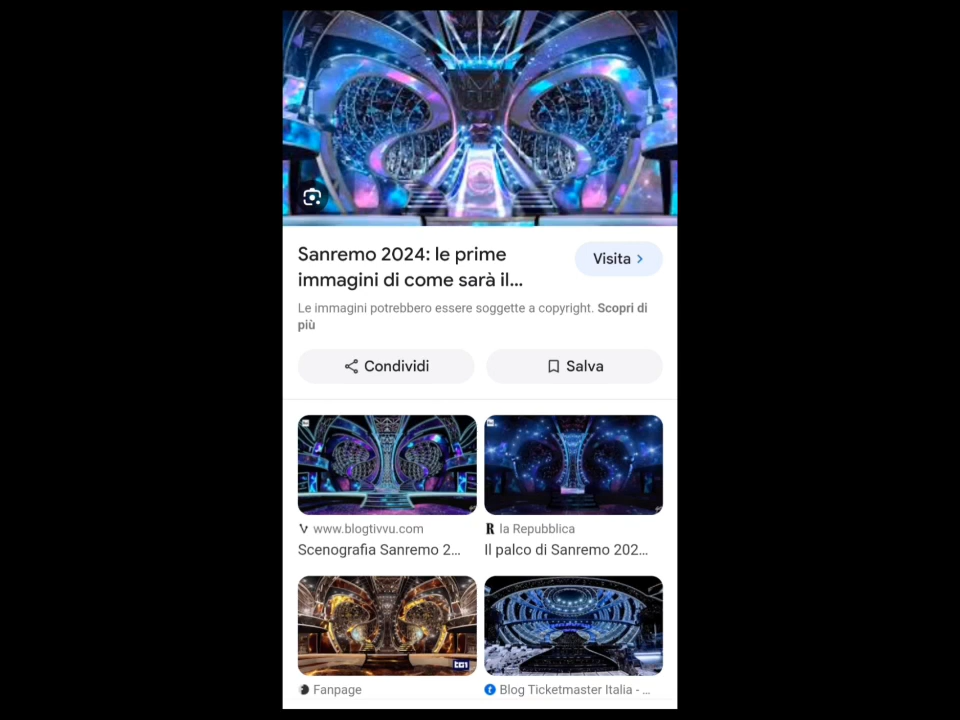 Sanremo 2024: le prime
immagini di come sarà il...
Visita
Le immagini potrebbero essere soggette a copyright. Scopri di
più
Condividi
Salva
www.blogtivvu.com
la Repubblica
Scenografia Sanremo 2...
Il palco di Sanremo 202...
tg1
Fanpage
Blog Ticketmaster Italia - ...